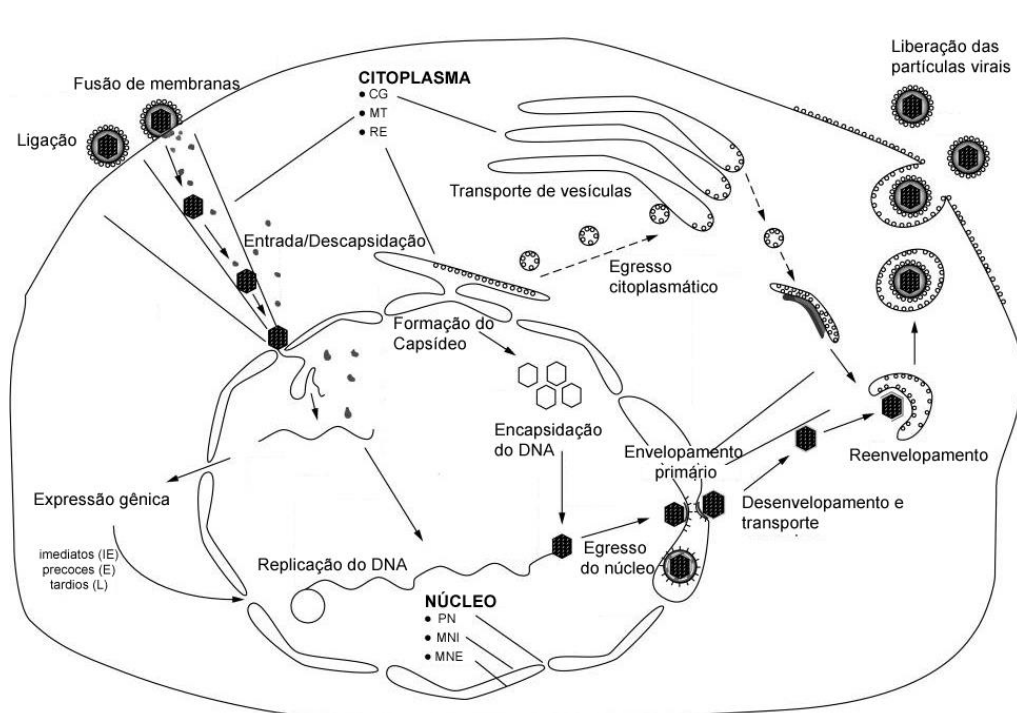 Liberação das
partículas virais
Fusão de membranas
Ligação
CITOPLASMA
• CG
• MT
• RE
Transporte de vesículas
Entrada/Descapsidação
Egresso
citoplasmático
Formação do
Capsídeo
Encapsidação
do DNA
Envelopamento
primário
Reenvelopamento
Expressão gênica
Desenvelopamento e
transporte
imediatos (IE)
precoces (E)
tardios (L)
Replicação do DNA
Egresso
do núcleo
NÚCLEO
• PN
• MNI
• MNE